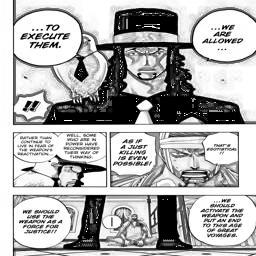 ...WE
ARE
ALLOWED
...
...TO
EXECUTE
THEM.
!!
THAT'S
EGOTISTICAL!!
AS IF
A JUST
KILLING
IS EVEN
POSSIBLE!
WELL, SOME
WHO ARE IN
POWER HAVE
RECONSIDERED
THEIR WAY OF
THINKING.
RATHER THAN
CONTINUE TO
LIVE IN FEAR OF
THE WEAPON'S
REACTIVATION...
...WE
SHOULD
ACTIVATE THE
WEAPON AND
PUT AN END
TO THIS AGE
OF GREAT
VOYAGES.
!
WE SHOULD
USE THE
WEAPON AS A
FORCE FOR
JUSTICE!!